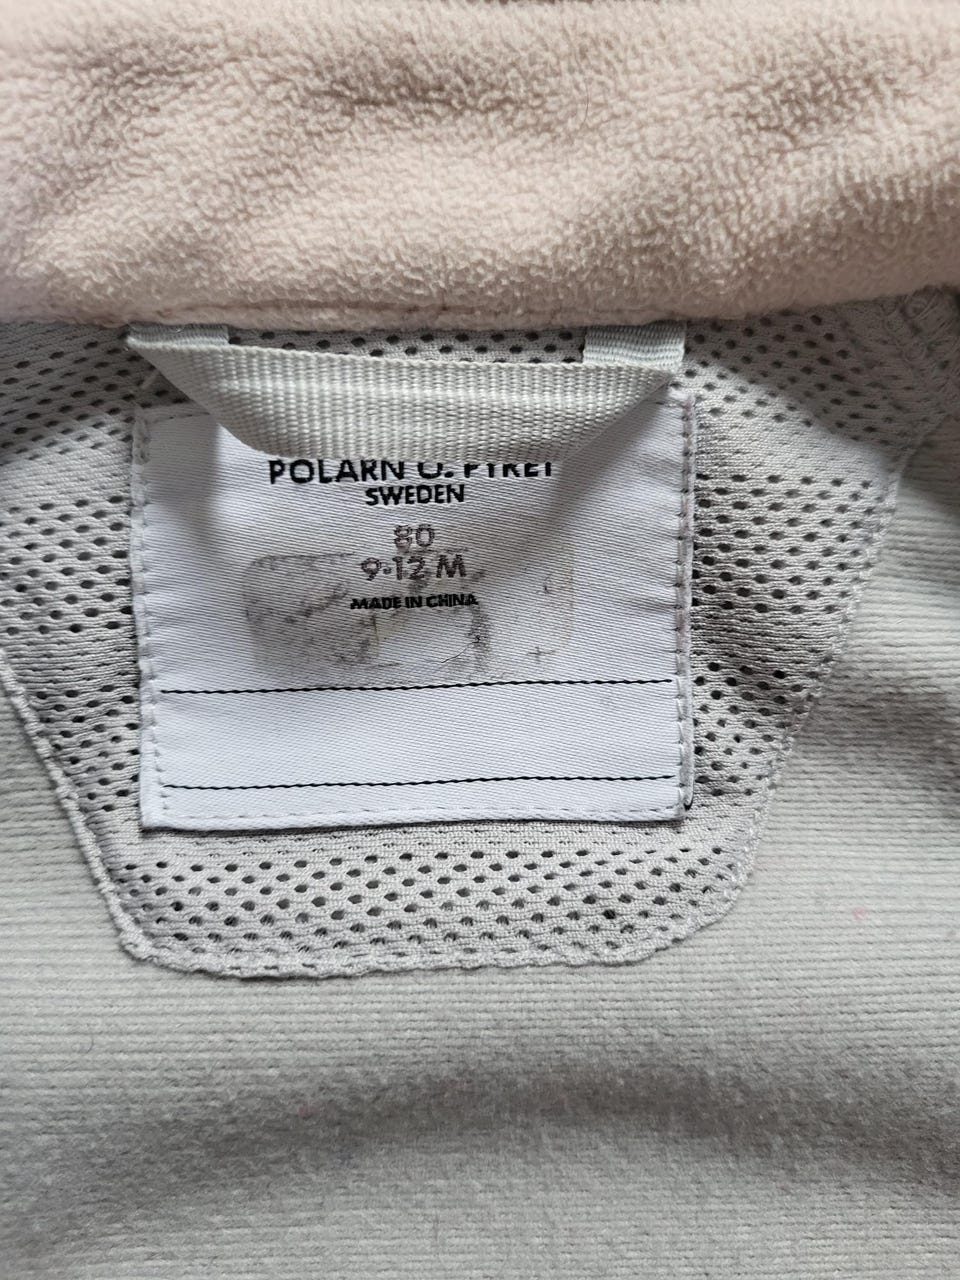 POLARN O. PYRET
SWEDEN
80
9-12 M
MADE IN CHINA